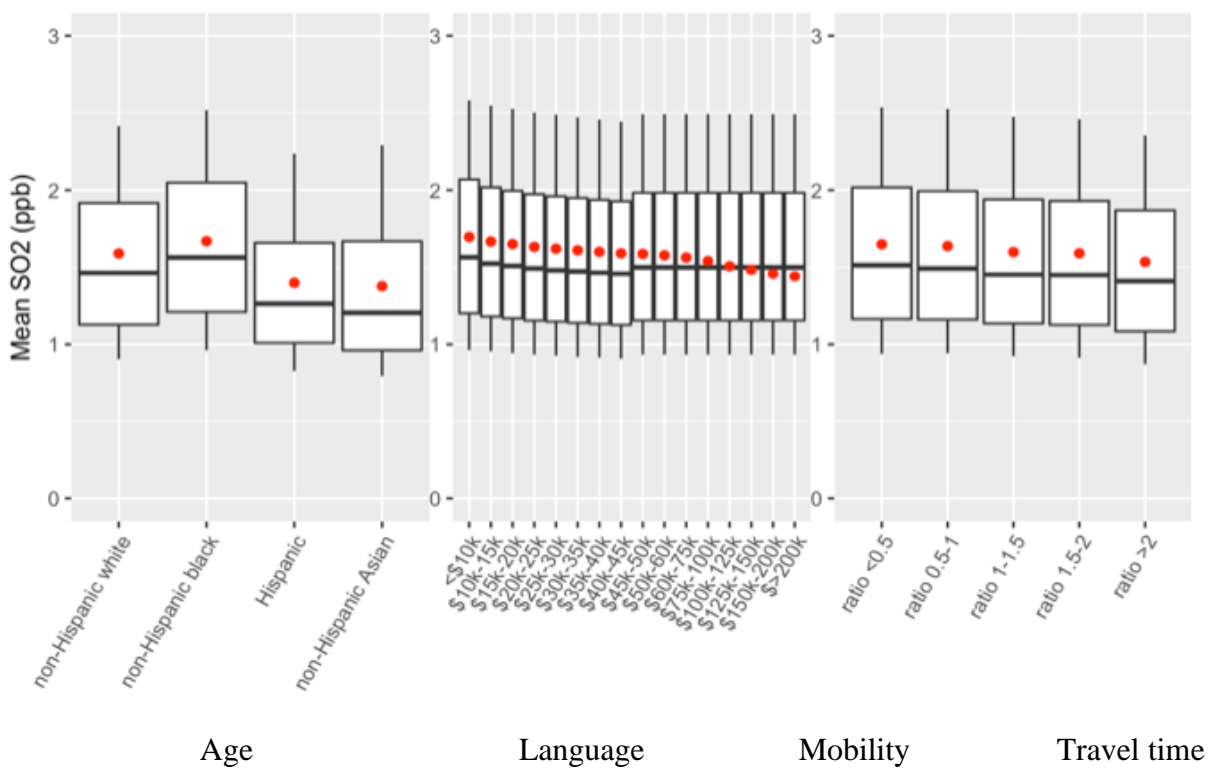 Mean SO2 (ppb)
3
2
1
0
non-Hispanic white
non-Hispanic black
Hispanic
non-Hispanic Asian
3
2
1
0
<$10k
$10k-15k
$15k-20k
$20k-25k
$25k-30k
$30k-35k
$35k-40k
$40k-45k
$45k-50k
$50k-60k
$60k-75k
$75k-100k
$100k-125k
$125k-150k
$150k-200k
$>200k
3
2
1
0
ratio <0.5
ratio 0.5-1
ratio 1-1.5
ratio 1.5-2
ratio >2
Age Language Mobility Travel time